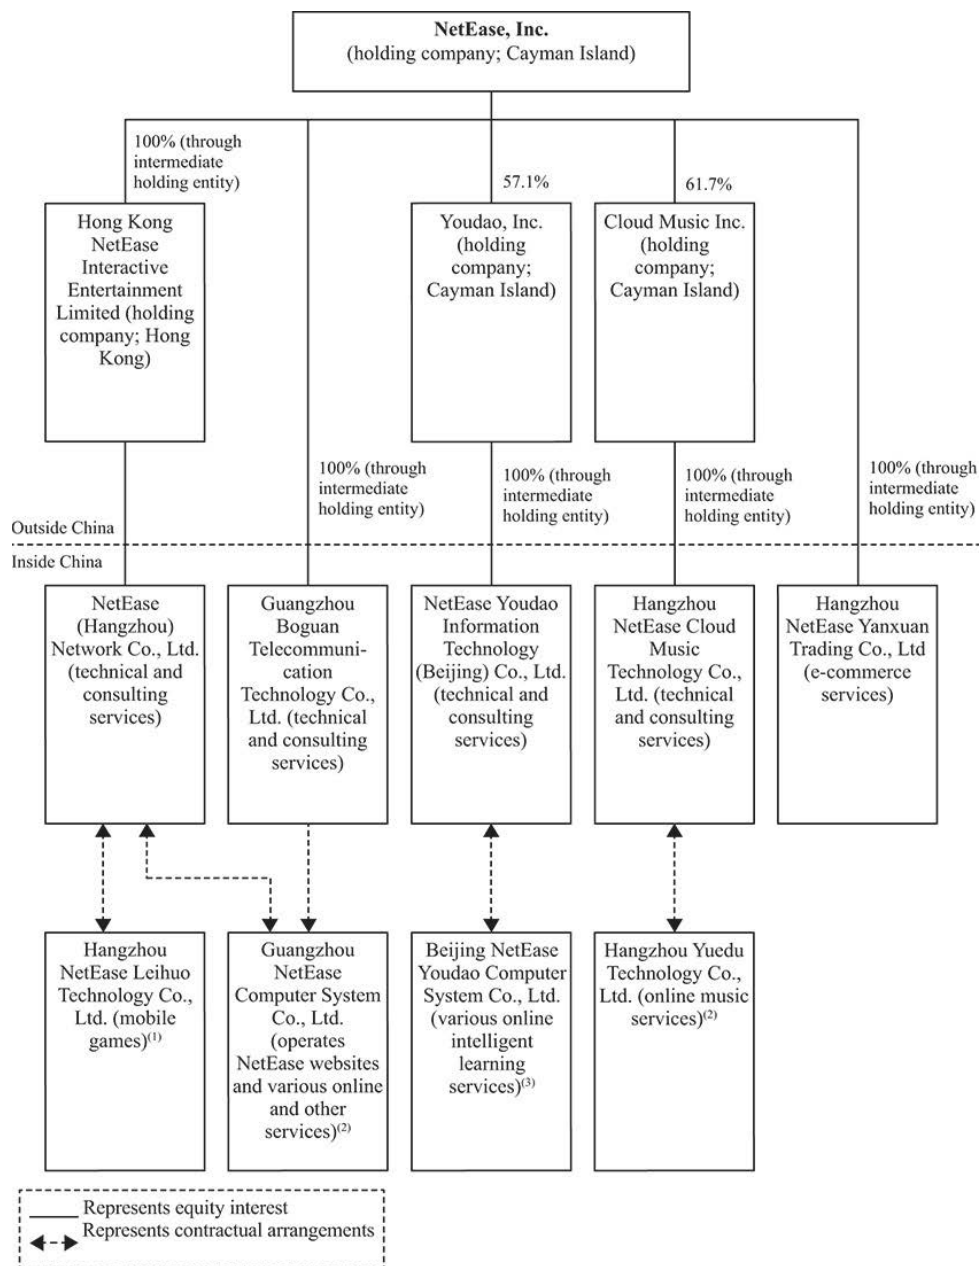 NetEase, Inc.
(holding company; Cayman Island)
100% (through
intermediate
holding entity)
57.1%
61.7%
Hong Kong
NetEase
Interactive
Entertainment
Limited (holding
company; Hong
Kong)
Youdao, Inc.
(holding
company;
Cayman Island)
Cloud Music Inc.
(holding
company;
Cayman Island)
100% (through
intermediate
holding entity)
100% (through
intermediate
holding entity)
100% (through
intermediate
holding entity)
100% (through
intermediate
holding entity)
Outside China
Inside China
NetEase
(Hangzhou)
Network Co., Ltd.
(technical and
consulting
services)
Guangzhou
Boguan
Telecommuni-
cation
Technology Co.,
Ltd. (technical
and consulting
services)
NetEase Youdao
Information
Technology
(Beijing) Co., Ltd.
(technical and
consulting
services)
Hangzhou
NetEase Cloud
Music
Technology Co.,
Ltd. (technical
and consulting
services)
Hangzhou
NetEase Yanxuan
Trading Co., Ltd
(e-commerce
services)
Hangzhou
NetEase Leihuo
Technology Co.,
Ltd. (mobile
games)(1)
Guangzhou
NetEase
Computer System
Co., Ltd.
(operates
NetEase websites
and various online
and other
services)(2)
Beijing NetEase
Youdao Computer
System Co., Ltd.
(various online
intelligent
learning
services)(3)
Hangzhou Yuedu
Technology Co.,
Ltd. (online music
services)(2)
Represents equity interest
Represents contractual arrangements